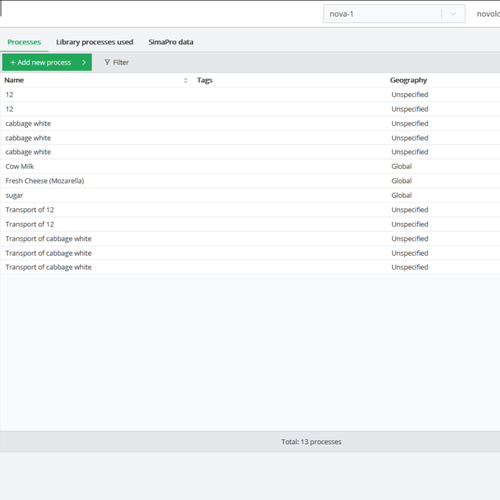 nova-1 novolo
Processes Library processes used SimaPro data
+ Add new process Filter
Name Tags Geography
12 Unspecified
12 Unspecified
cabbage white Unspecified
cabbage white Unspecified
cabbage white Unspecified
Cow Milk Global
Fresh Cheese (Mozarella) Global
sugar Global
Transport of 12 Unspecified
Transport of 12 Unspecified
Transport of cabbage white Unspecified
Transport of cabbage white Unspecified
Transport of cabbage white Unspecified
Total: 13 processes